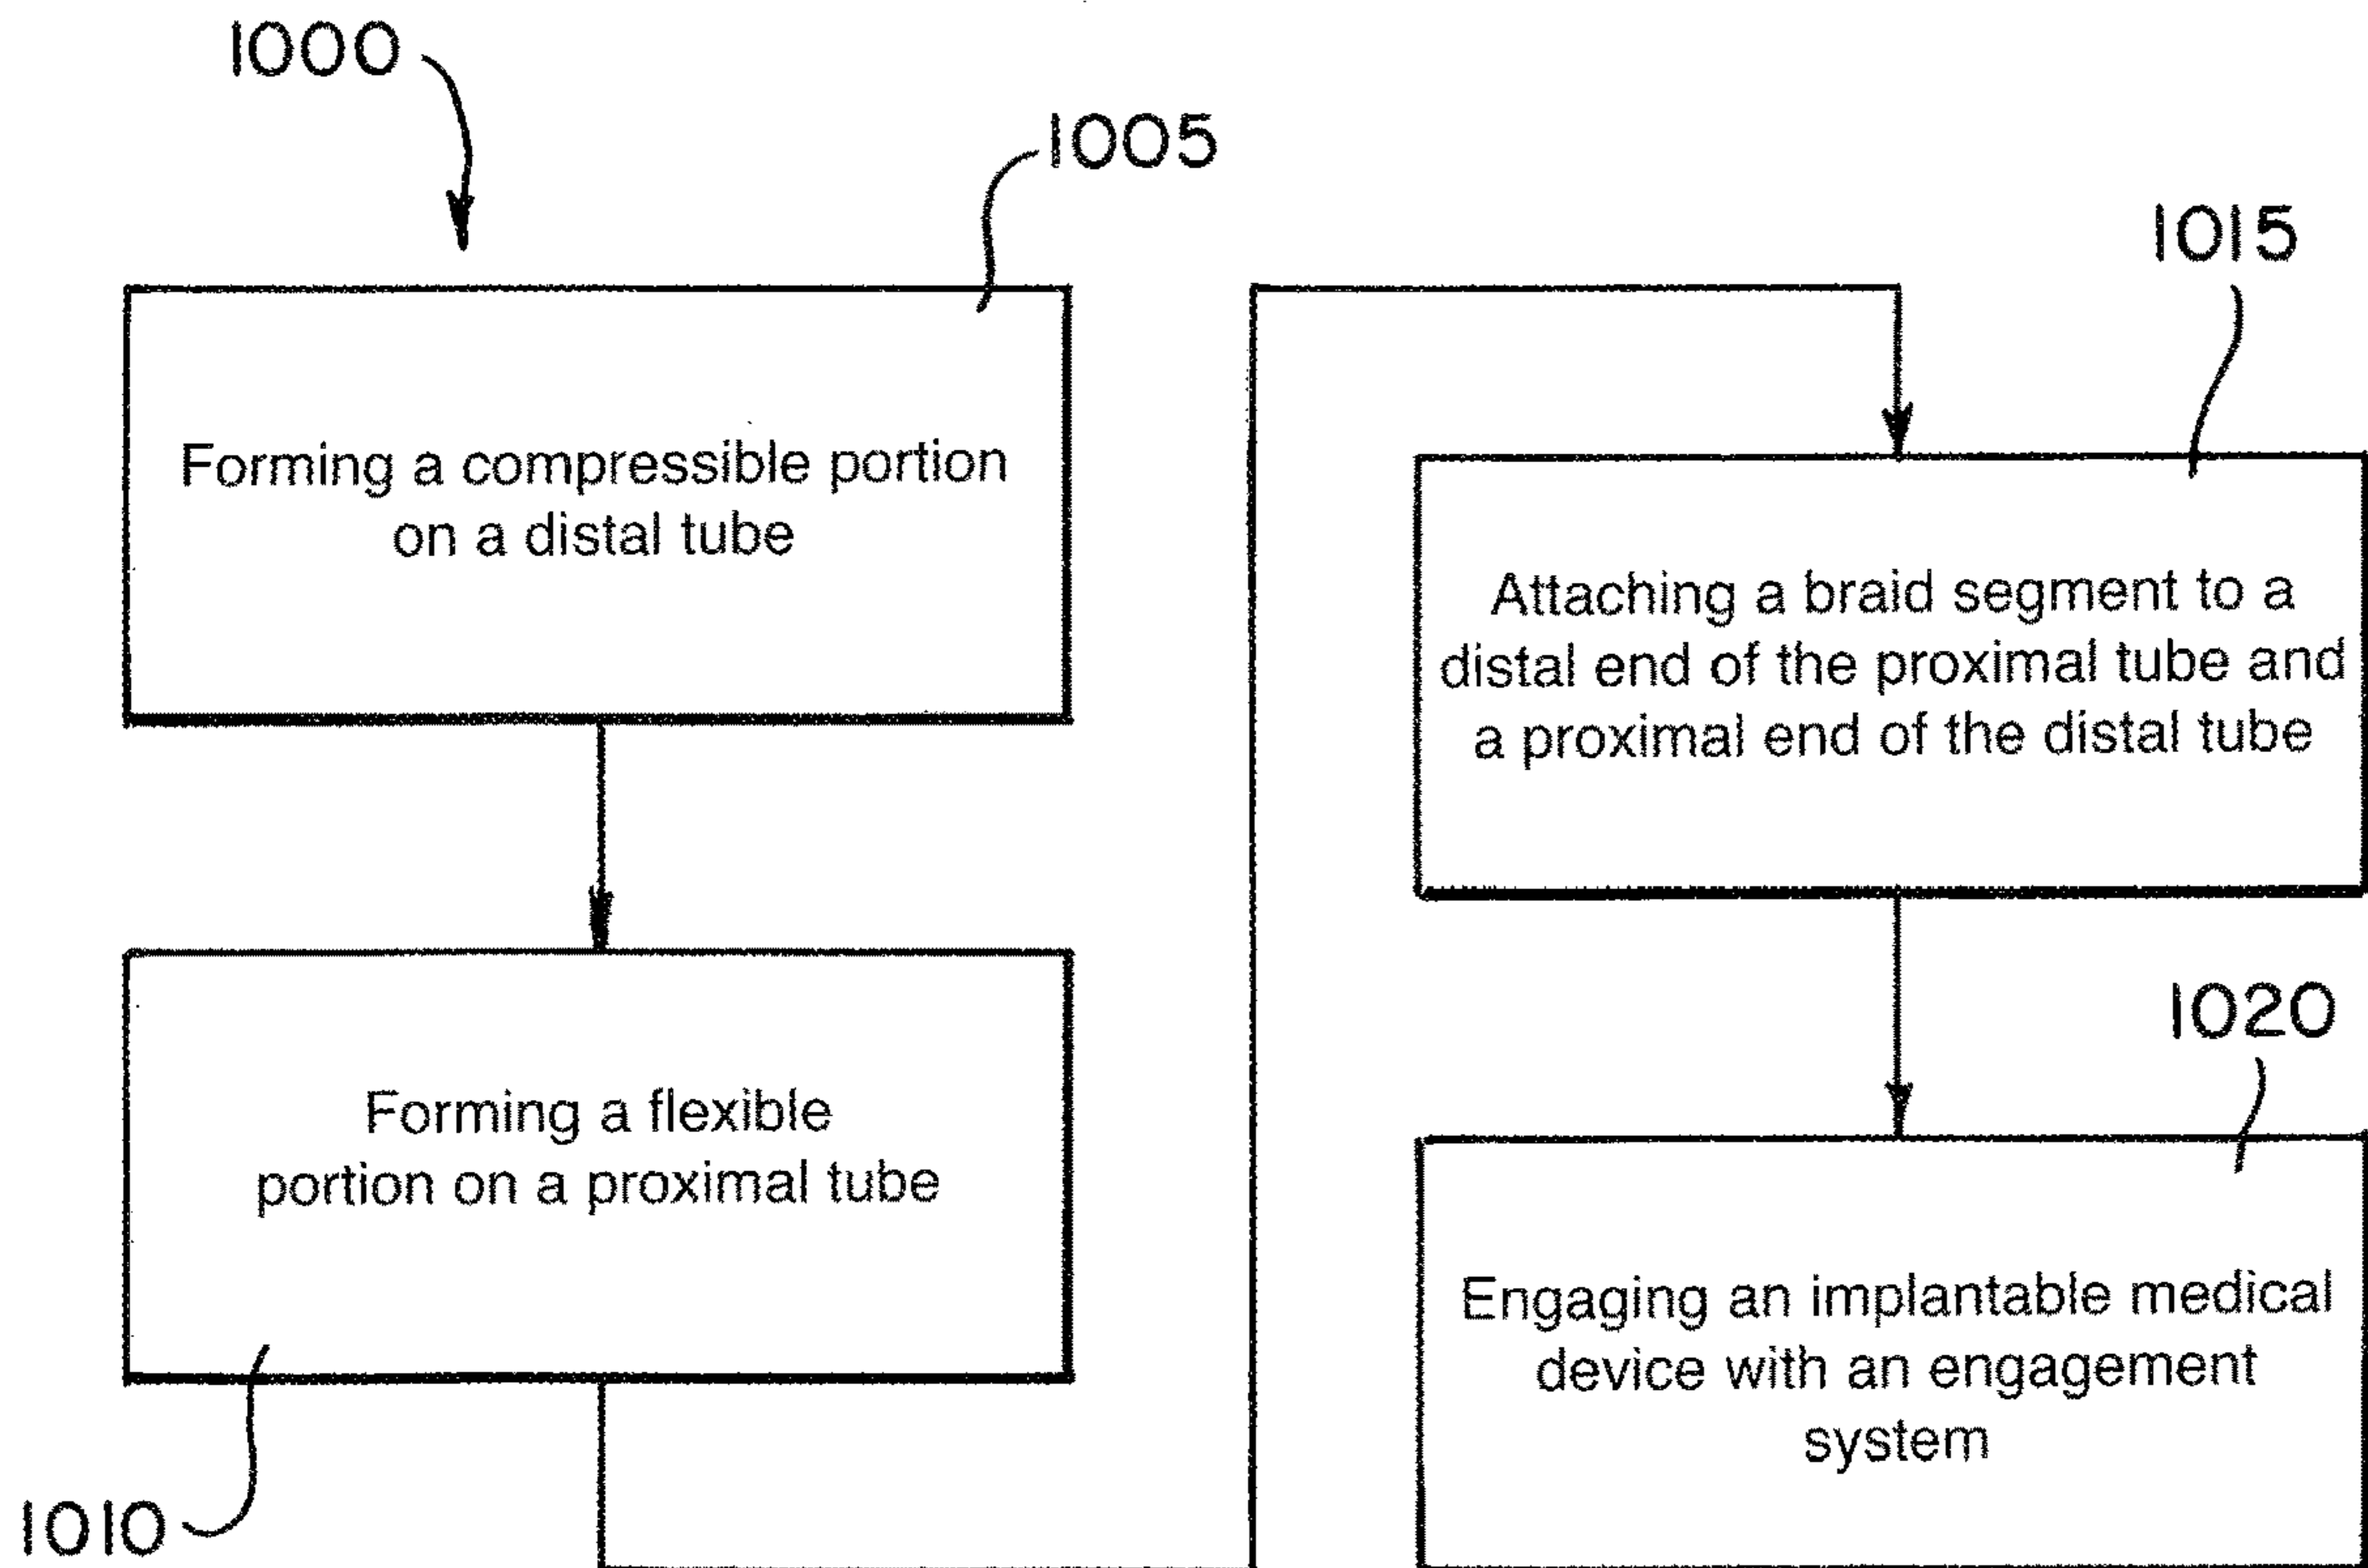 1000
1005
Forming a compressible portion
on a distal tube
Forming a flexible
portion on a proximal tube
1010
1015
Attaching a braid segment to a
distal end of the proximal tube and
a proximal end of the distal tube
1020
Engaging an implantable medical
device with an engagement
system